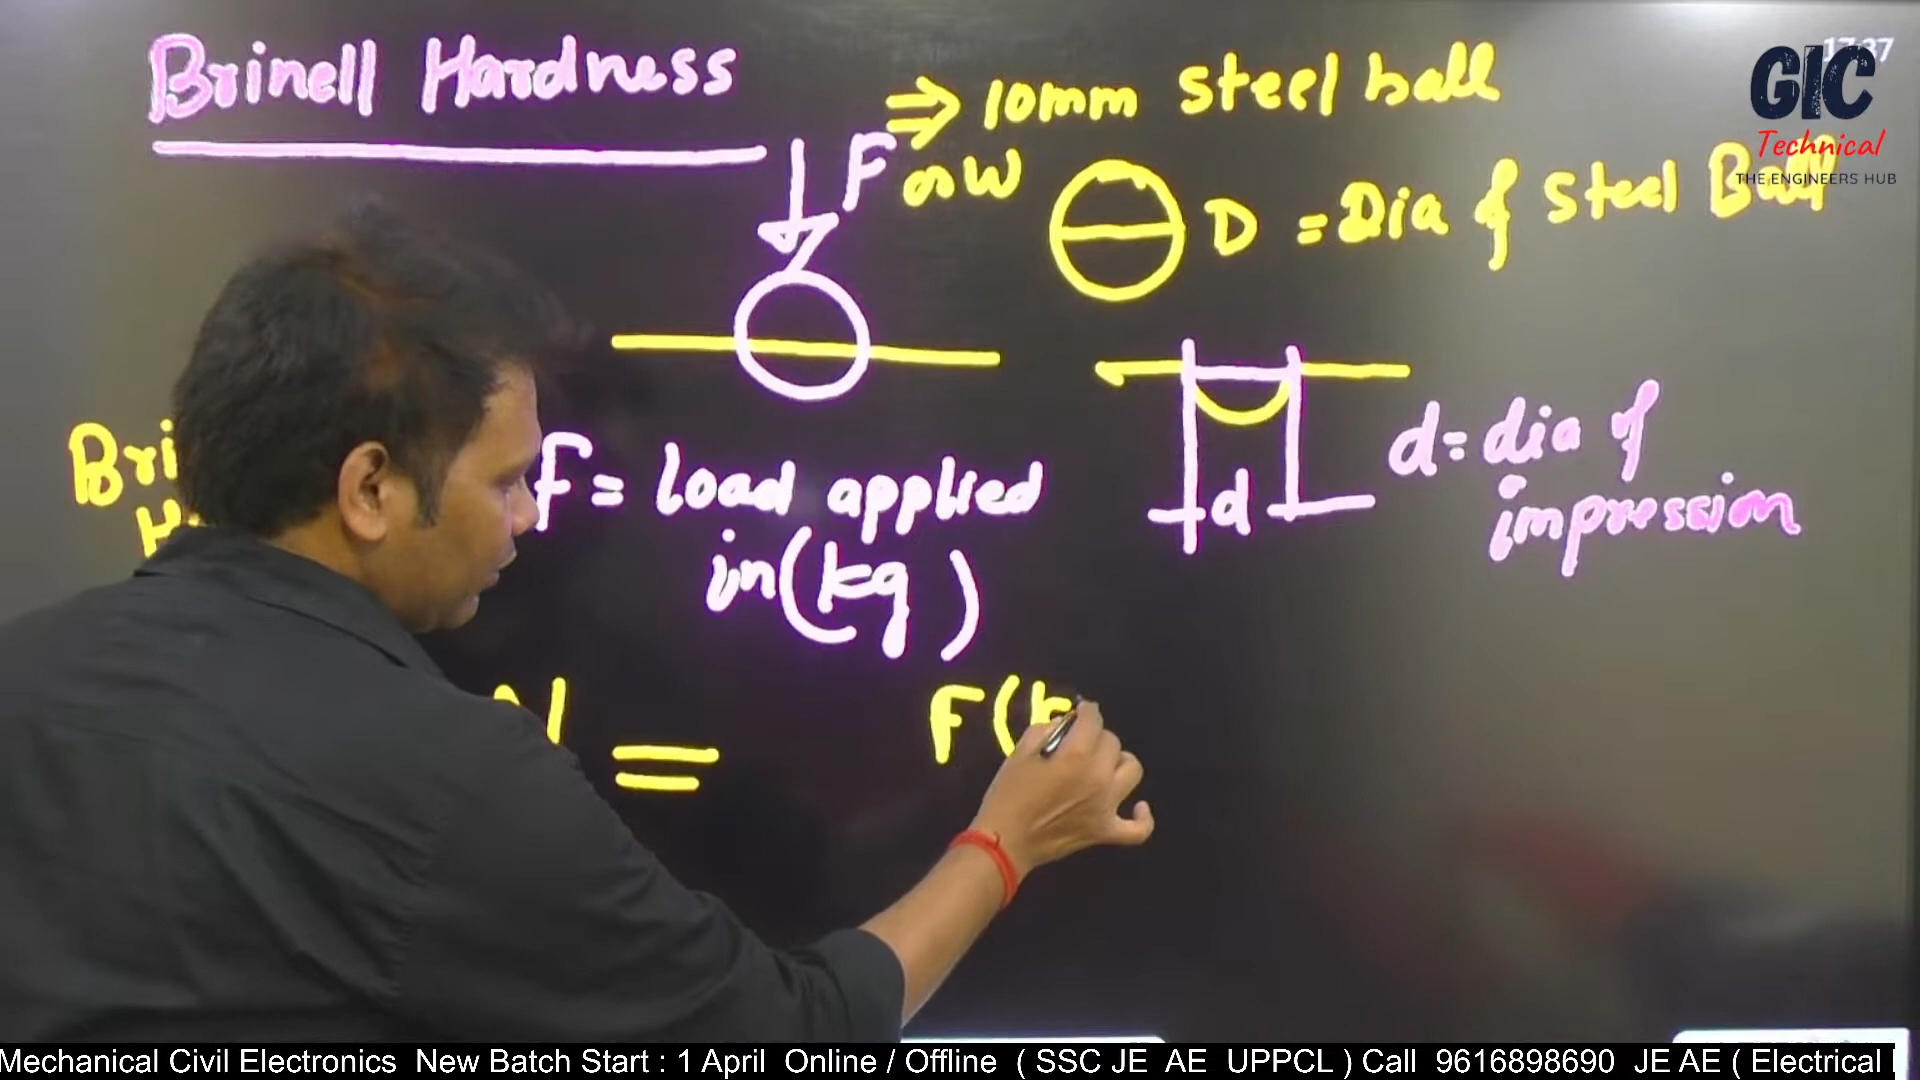 Brinell Hardness
⇒ 10mm steel ball
F or W
D = Dia of Steel Ball
17:37
GIC
Technical
THE ENGINEERS HUB
d = dia of
impression
d
F = load applied
in (kg)
=
F (k
Mechanical Civil Electronics New Batch Start : 1 April Online / Offline ( SSC JE AE UPPCL ) Call 9616898690 JE AE ( Electrical